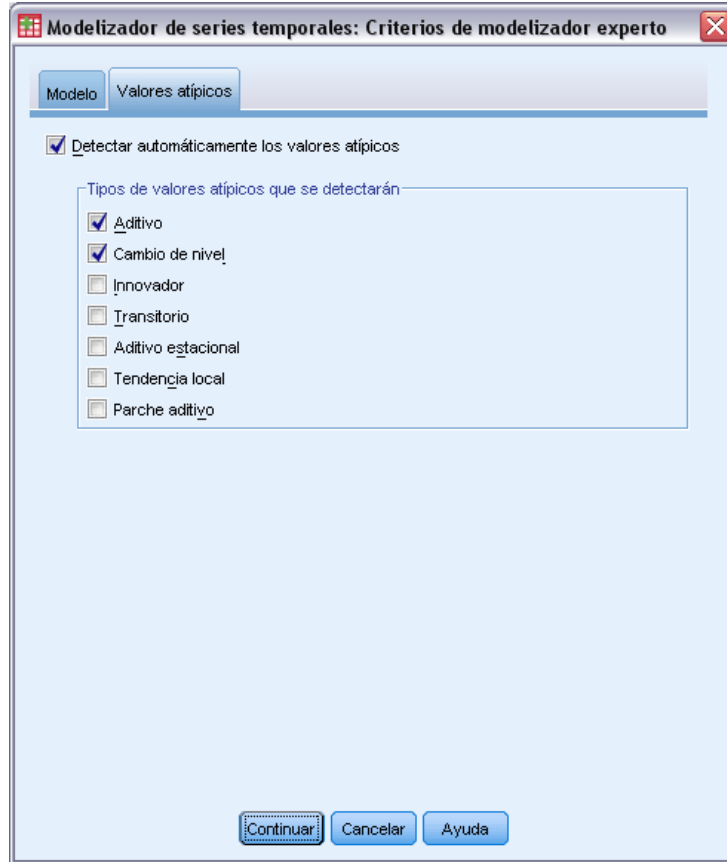 Modelizador de series temporales: Criterios de modelizador experto
Modelo
Valores atípicos
Detectar automáticamente los valores atípicos
Tipos de valores atípicos que se detectarán
Aditivo
Cambio de nivel
Innovador
Transitorio
Aditivo estacional
Tendencia local
Parche aditivo
Continuar
Cancelar
Ayuda